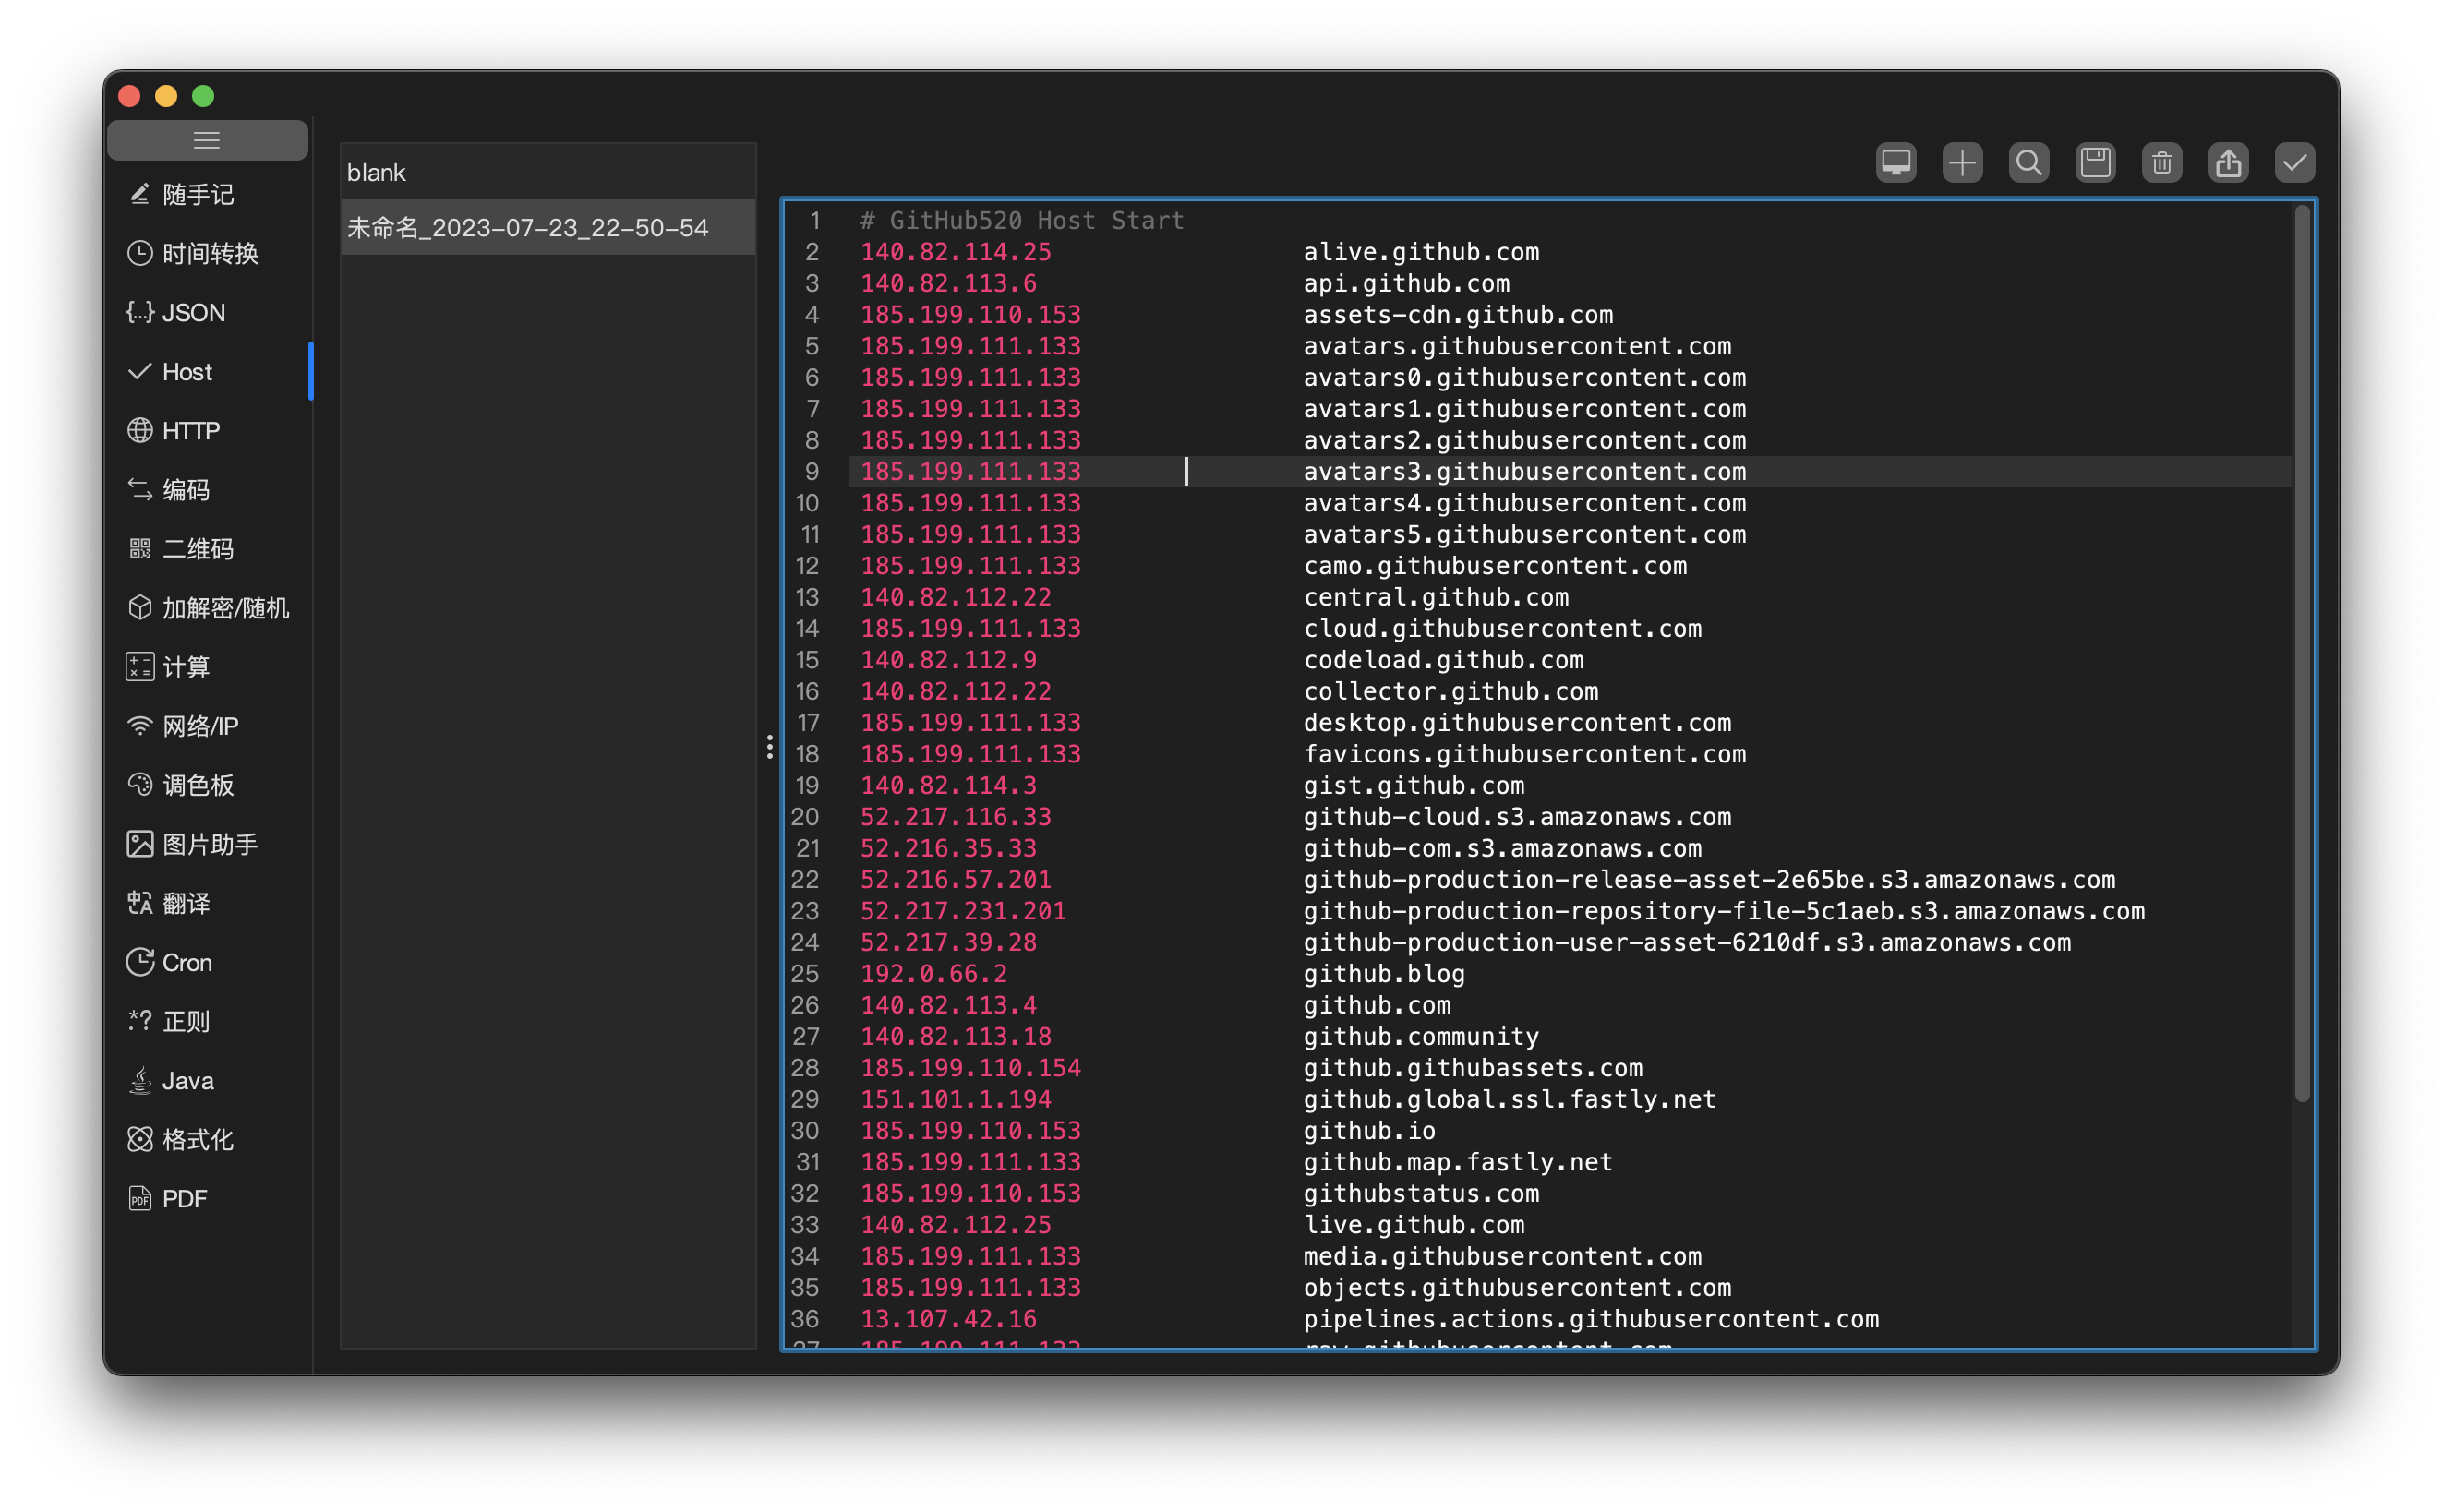 随手记
时间转换
JSON
Host
HTTP
编码
二维码
加解密/随机
计算
网络/IP
调色板
图片助手
翻译
Cron
正则
Java
格式化
PDF
blank
未命名_2023-07-23_22-50-54
1 # GitHub520 Host Start
2 140.82.114.25 alive.github.com
3 140.82.113.6 api.github.com
4 185.199.110.153 assets-cdn.github.com
5 185.199.111.133 avatars.githubusercontent.com
6 185.199.111.133 avatars0.githubusercontent.com
7 185.199.111.133 avatars1.githubusercontent.com
8 185.199.111.133 avatars2.githubusercontent.com
9 185.199.111.133 avatars3.githubusercontent.com
10 185.199.111.133 avatars4.githubusercontent.com
11 185.199.111.133 avatars5.githubusercontent.com
12 185.199.111.133 camo.githubusercontent.com
13 140.82.112.22 central.github.com
14 185.199.111.133 cloud.githubusercontent.com
15 140.82.112.9 codeload.github.com
16 140.82.112.22 collector.github.com
17 185.199.111.133 desktop.githubusercontent.com
18 185.199.111.133 favicons.githubusercontent.com
19 140.82.114.3 gist.github.com
20 52.217.116.33 github-cloud.s3.amazonaws.com
21 52.216.35.33 github-com.s3.amazonaws.com
22 52.216.57.201 github-production-release-asset-2e65be.s3.amazonaws.com
23 52.217.231.201 github-production-repository-file-5c1aeb.s3.amazonaws.com
24 52.217.39.28 github-production-user-asset-6210df.s3.amazonaws.com
25 192.0.66.2 github.blog
26 140.82.113.4 github.com
27 140.82.113.18 github.community
28 185.199.110.154 github.githubassets.com
29 151.101.1.194 github.global.ssl.fastly.net
30 185.199.110.153 github.io
31 185.199.111.133 github.map.fastly.net
32 185.199.110.153 githubstatus.com
33 140.82.112.25 live.github.com
34 185.199.111.133 media.githubusercontent.com
35 185.199.111.133 objects.githubusercontent.com
36 13.107.42.16 pipelines.actions.githubusercontent.com
37 185.199.111.133 raw.githubusercontent.com